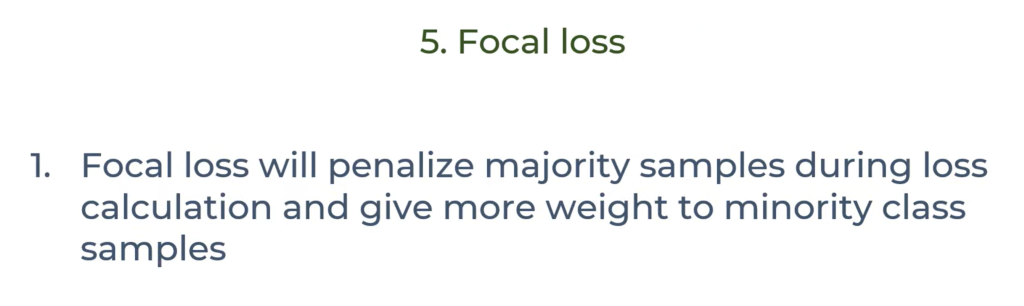 5. Focal loss
1. Focal loss will penalize majority samples during loss
calculation and give more weight to minority class
samples